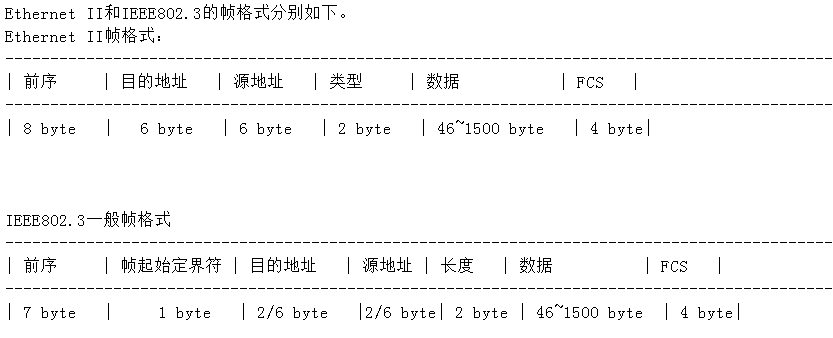 Ethernet II和IEEE802.3的帧格式分别如下。
Ethernet II帧格式：
--------------------------------------------------------------------------------
| 前序 | 目的地址 | 源地址 | 类型 | 数据 | FCS |
--------------------------------------------------------------------------------
| 8 byte | 6 byte | 6 byte | 2 byte | 46~1500 byte | 4 byte|
IEEE802.3一般帧格式
--------------------------------------------------------------------------------
| 前序 | 帧起始定界符 | 目的地址 | 源地址 | 长度 | 数据 | FCS |
--------------------------------------------------------------------------------
| 7 byte | 1 byte | 2/6 byte |2/6 byte| 2 byte | 46~1500 byte | 4 byte|